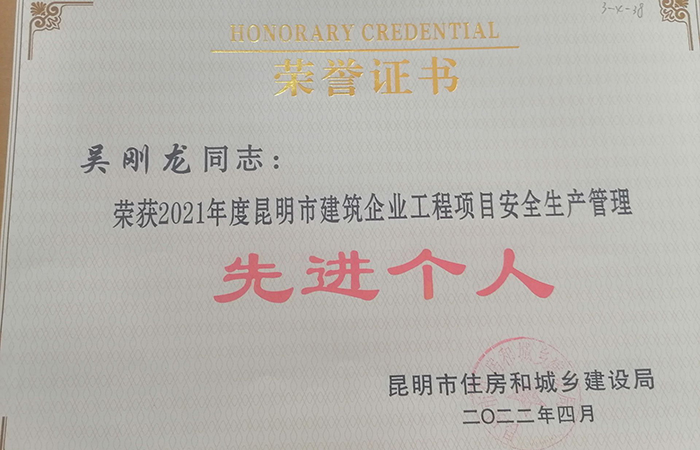 3-4-38
HONORARY CREDENTIAL
荣誉证书
吴刚龙同志：
荣获2021年度昆明市建筑企业工程项目安全生产管理
先进个人
昆明市住房和城乡建设局
二〇二二年四月